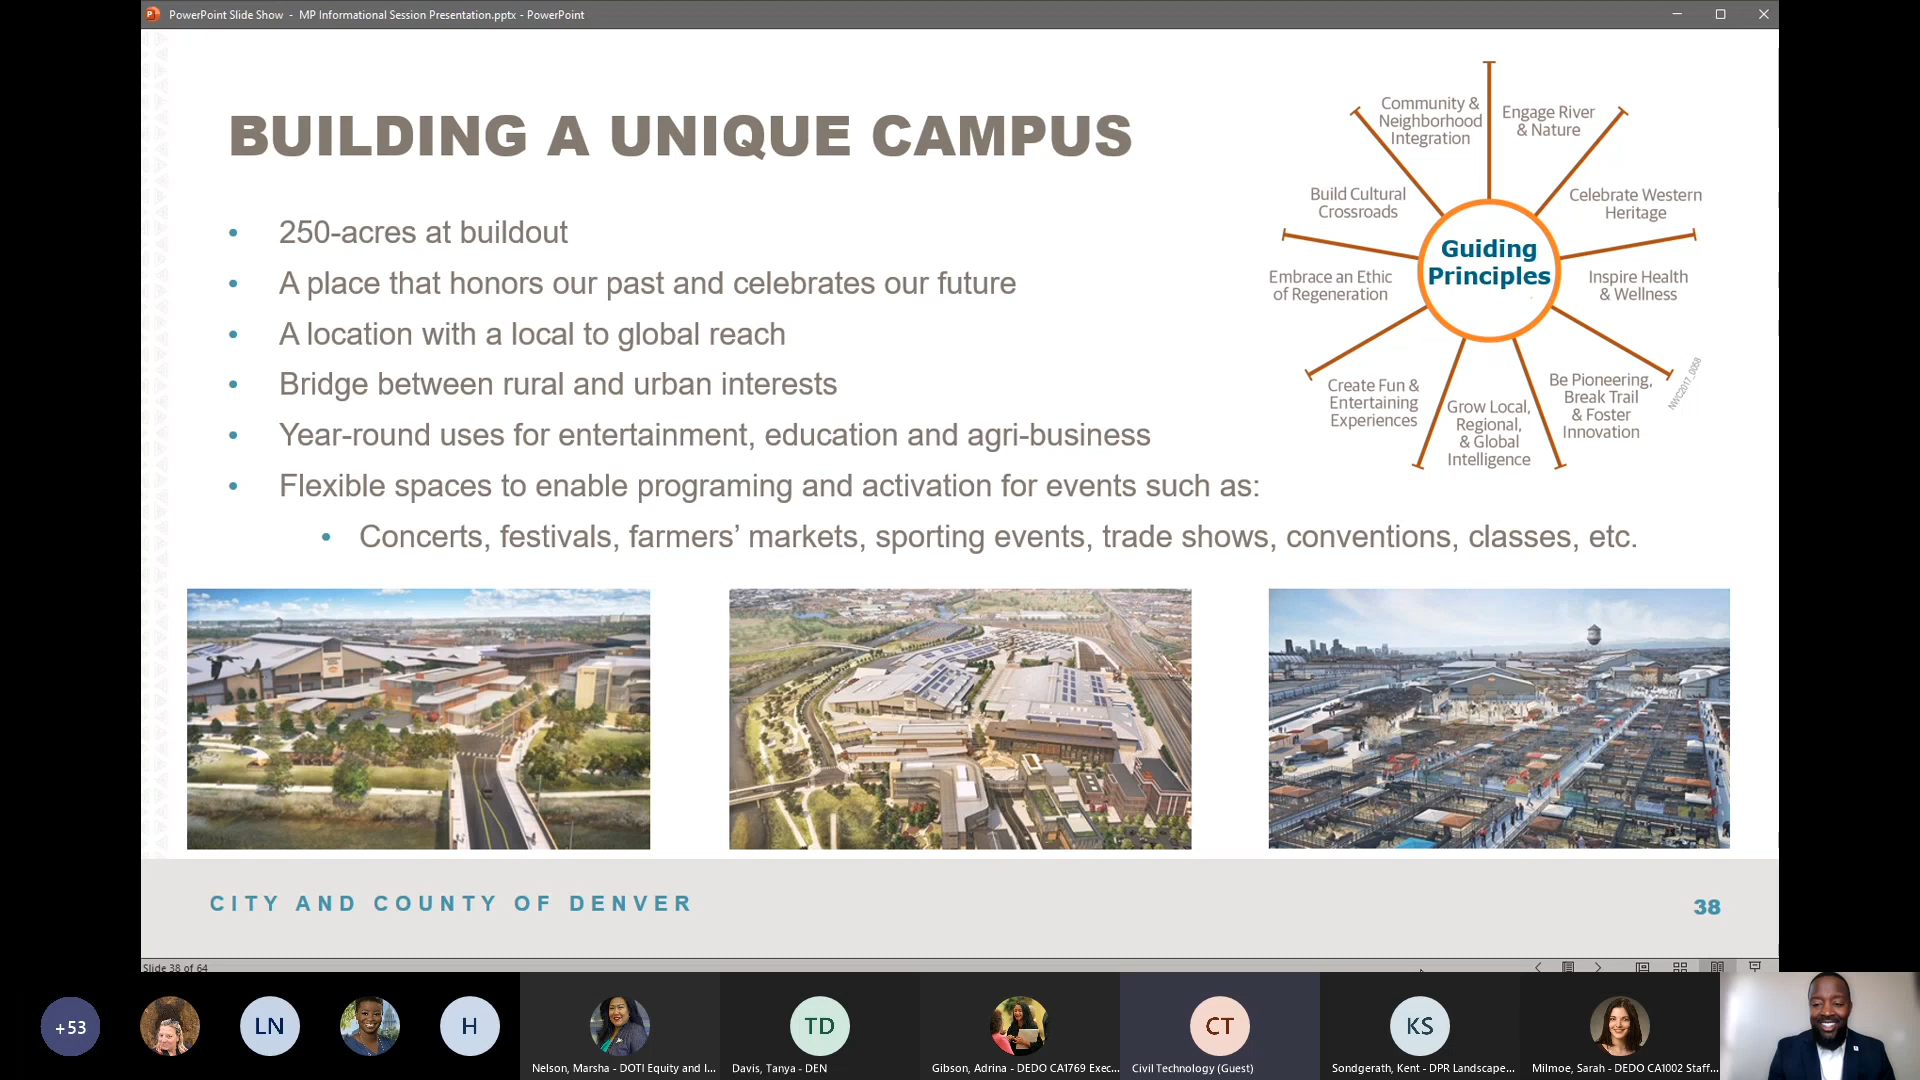 PowerPoint Slide Show - MP Informational Session Presentation.pptx - PowerPoint
BUILDING A UNIQUE CAMPUS
• 250-acres at buildout
• A place that honors our past and celebrates our future
• A location with a local to global reach
• Bridge between rural and urban interests
• Year-round uses for entertainment, education and agri-business
• Flexible spaces to enable programing and activation for events such as:
• Concerts, festivals, farmers’ markets, sporting events, trade shows, conventions, classes, etc.
Guiding
Principles
Community &
Neighborhood
Integration
Engage River
& Nature
Celebrate Western
Heritage
Inspire Health
& Wellness
Be Pioneering,
Break Trail
& Foster
Innovation
Grow Local,
Regional,
& Global
Intelligence
Create Fun &
Entertaining
Experiences
Embrace an Ethic
of Regeneration
Build Cultural
Crossroads
NWC2017_0058
CITY AND COUNTY OF DENVER
38
Slide 38 of 64
+53
LN
H
TD
CT
KS
Nelson, Marsha - DOTI Equity and I...
Davis, Tanya - DEN
Gibson, Adrina - DEDO CA1769 Exec...
Civil Technology (Guest)
Sondgerath, Kent - DPR Landscape...
Milmoe, Sarah - DEDO CA1002 Staff...